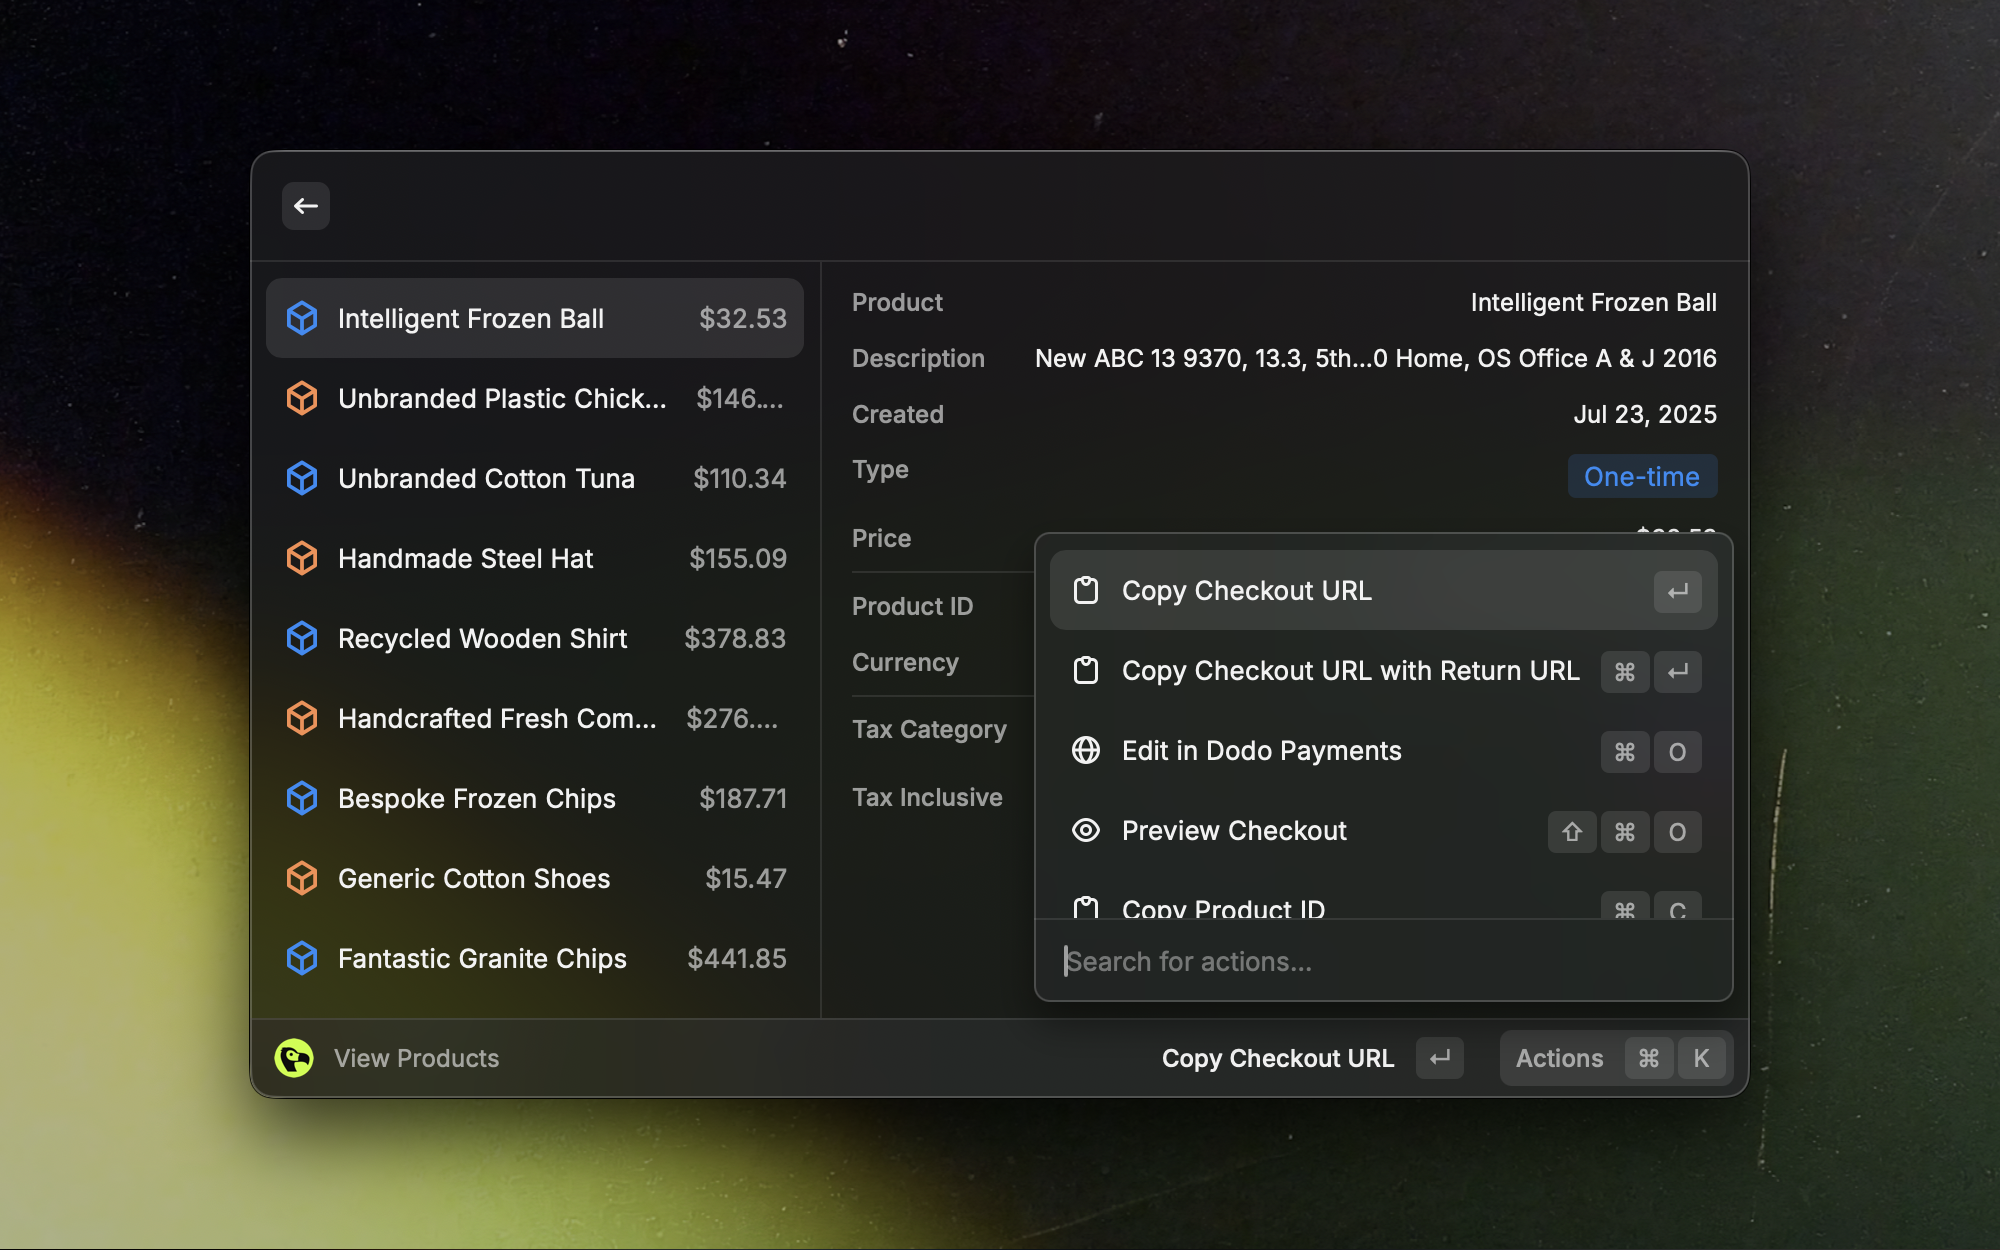 Intelligent Frozen Ball $32.53
Unbranded Plastic Chick... $146....
Unbranded Cotton Tuna $110.34
Handmade Steel Hat $155.09
Recycled Wooden Shirt $378.83
Handcrafted Fresh Com... $276....
Bespoke Frozen Chips $187.71
Generic Cotton Shoes $15.47
Fantastic Granite Chips $441.85
Product Intelligent Frozen Ball
Description New ABC 13 9370, 13.3, 5th...0 Home, OS Office A & J 2016
Created Jul 23, 2025
Type One-time
Price
Product ID
Currency
Tax Category
Tax Inclusive
Copy Checkout URL ↵
Copy Checkout URL with Return URL ⌘ ↵
Edit in Dodo Payments ⌘ O
Preview Checkout ⇧ ⌘ O
Copy Product ID ⌘ C
Search for actions...
View Products
Copy Checkout URL ↵
Actions ⌘ K